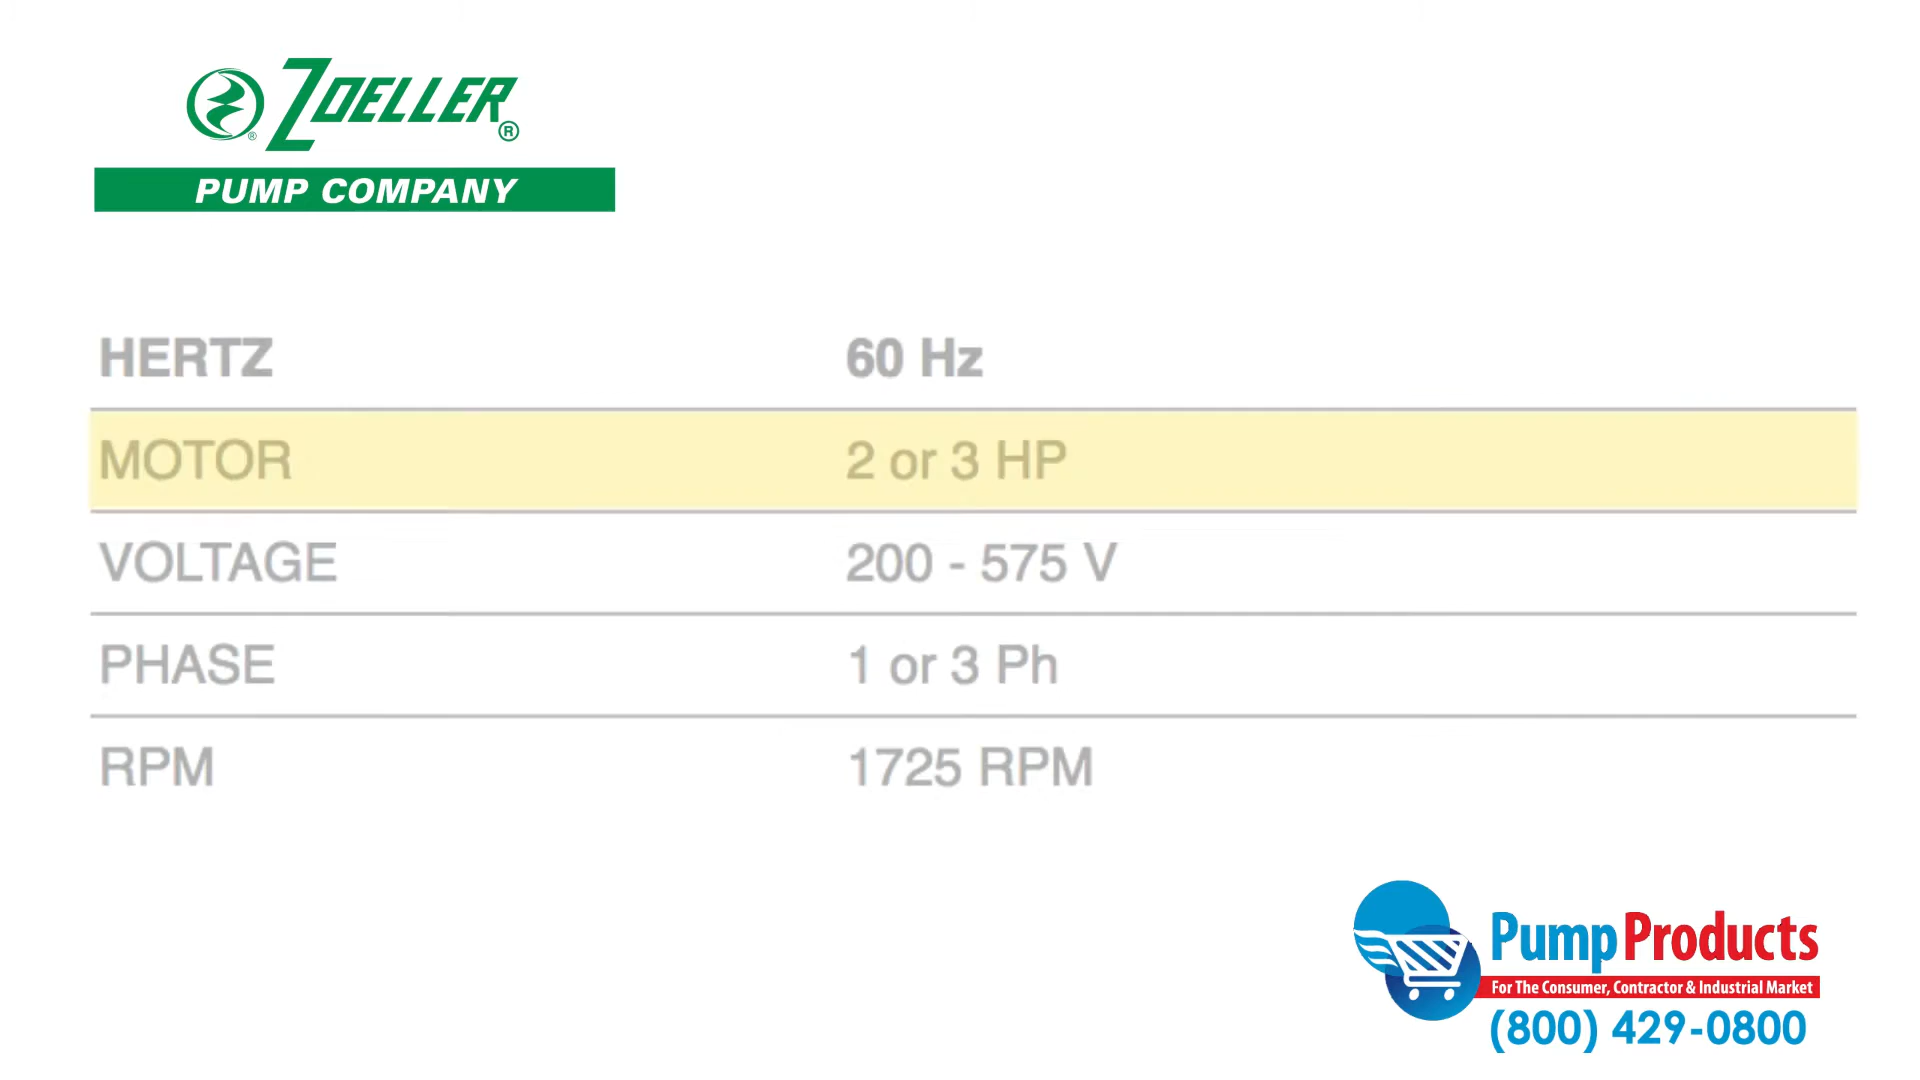 ZOELLER®
PUMP COMPANY
HERTZ 60 Hz
MOTOR 2 or 3 HP
VOLTAGE 200 - 575 V
PHASE 1 or 3 Ph
RPM 1725 RPM
Pump Products
For The Consumer, Contractor & Industrial Market
(800) 429-0800